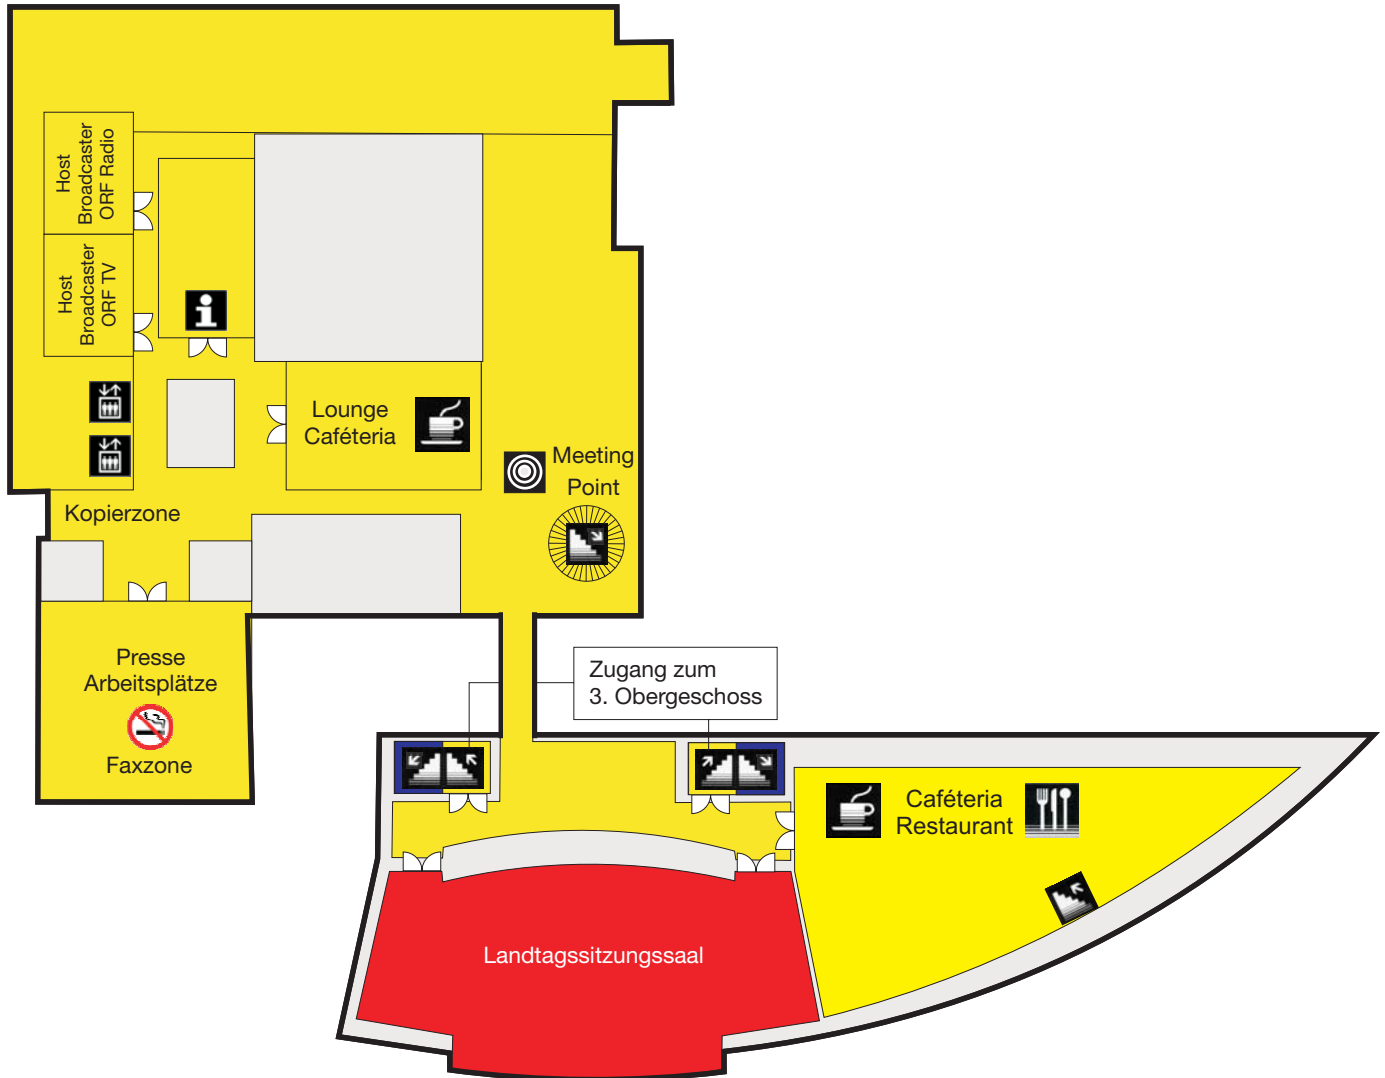 Host
Broadcaster
ORF Radio
Host
Broadcaster
ORF TV
Lounge
Caféteria
Meeting
Point
Kopierzone
Presse
Arbeitsplätze
Faxzone
Zugang zum
3. Obergeschoss
Caféteria
Restaurant
Landtagssitzungssaal